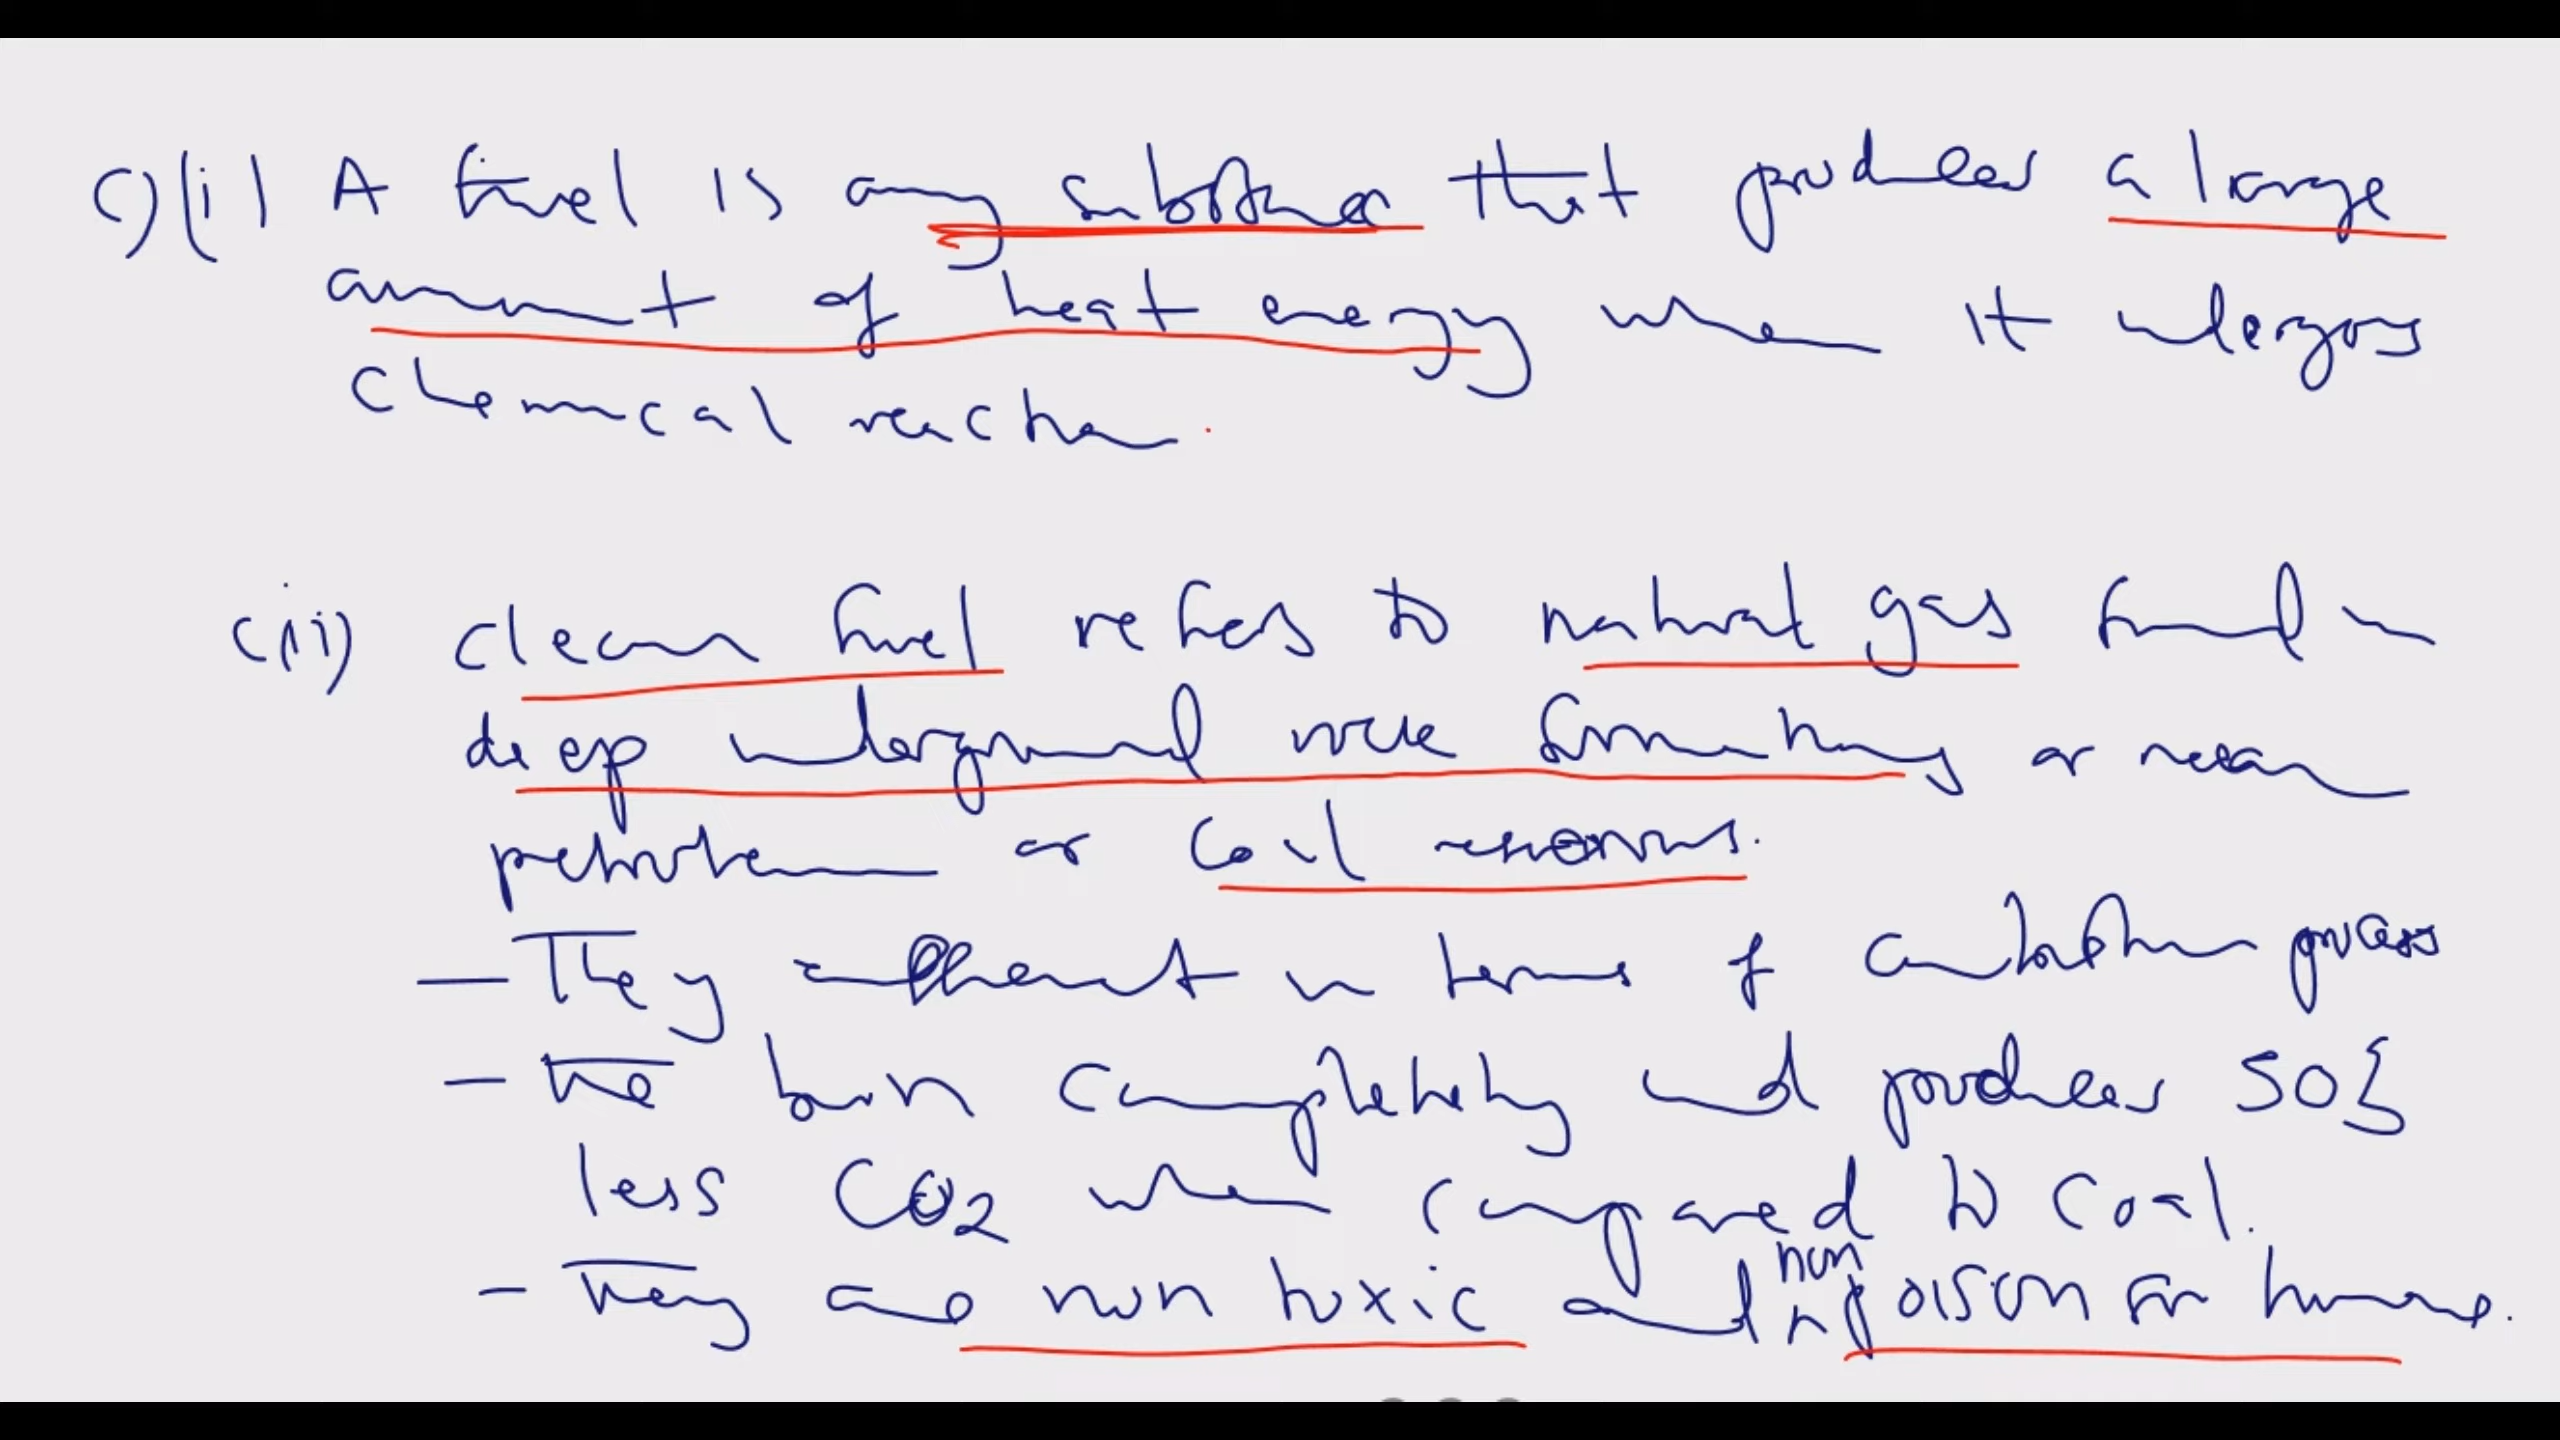 c)(i) A fuel is any substance that produces a large
amount of heat energy when it undergoes
chemical reaction.
(ii) clean fuel refers to natural gas found in
deep underground rock formations or near
petroleum or coal reservoirs.
- They efficient in terms of combustion process
- The burn completely and produces SO3
less CO2 when compared to coal.
- They are non toxic and non poison for humans.